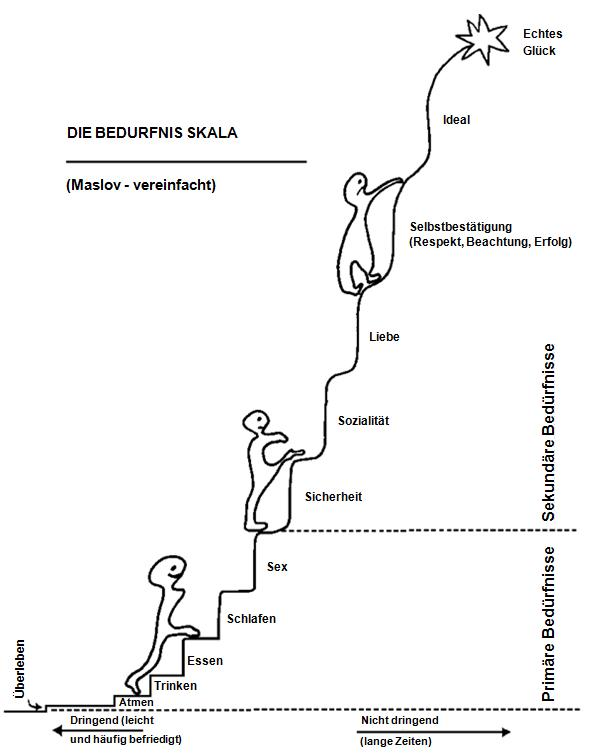 Echtes
Glück
Ideal
DIE BEDURFNIS SKALA
(Maslov - vereinfacht)
Selbstbestätigung
(Respekt, Beachtung, Erfolg)
Liebe
Sozialität
Sicherheit
Sekundäre Bedürfnisse
Sex
Schlafen
Essen
Trinken
Atmen
Primäre Bedürfnisse
Überleben
Dringend (leicht
und häufig befriedigt)
Nicht dringend
(lange Zeiten)